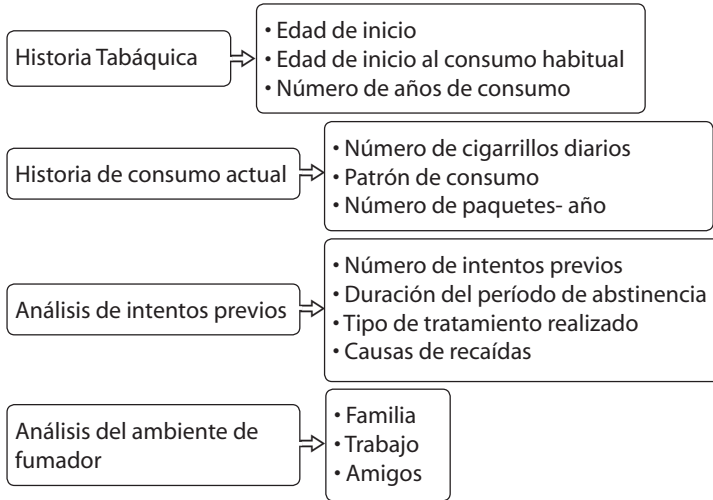 Historia Tabáquica
• Edad de inicio
• Edad de inicio al consumo habitual
• Número de años de consumo
Historia de consumo actual
• Número de cigarrillos diarios
• Patrón de consumo
• Número de paquetes- año
Análisis de intentos previos
• Número de intentos previos
• Duración del período de abstinencia
• Tipo de tratamiento realizado
• Causas de recaídas
Análisis del ambiente de
fumador
• Familia
• Trabajo
• Amigos